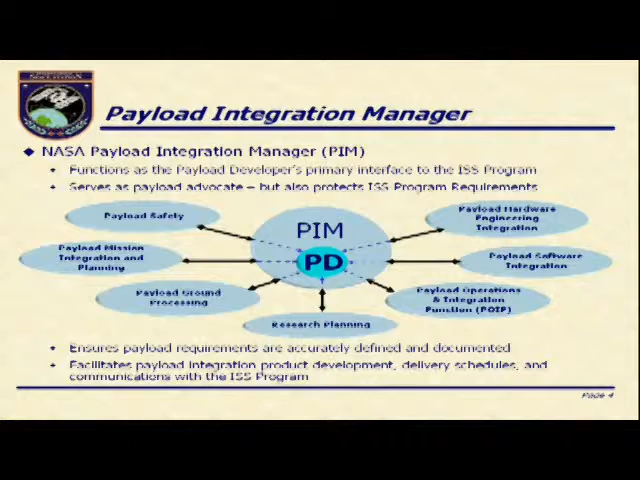 Payload Integration Manager
NASA Payload Integration Manager (PIM)
Functions as the Payload Developer's primary interface to the ISS Program
Serves as payload advocate – but also protects ISS Program Requirements
Payload Safety
PIM
Payload Hardware
Engineering
Integration
Payload Mission
Integration and
Planning
PD
Payload Software
Integration
Payload Ground
Processing
Payload Operations
& Integration
Function (POIF)
Research Planning
Ensures payload requirements are accurately defined and documented
Facilitates payload integration product development, delivery schedules, and
communications with the ISS Program
Page 4